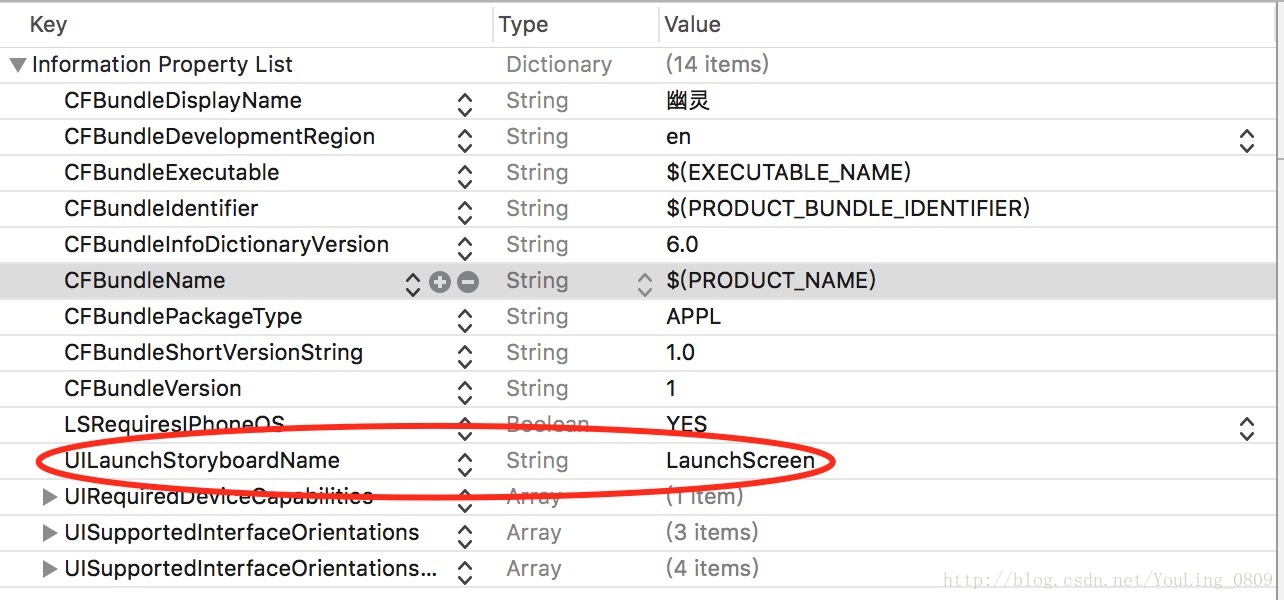 Key Type Value
Information Property List Dictionary (14 items)
CFBundleDisplayName String 幽灵
CFBundleDevelopmentRegion String en
CFBundleExecutable String $(EXECUTABLE_NAME)
CFBundleIdentifier String $(PRODUCT_BUNDLE_IDENTIFIER)
CFBundleInfoDictionaryVersion String 6.0
CFBundleName String $(PRODUCT_NAME)
CFBundlePackageType String APPL
CFBundleShortVersionString String 1.0
CFBundleVersion String 1
LSRequiresIPhoneOS Boolean YES
UILaunchStoryboardName String LaunchScreen
UIRequiredDeviceCapabilities Array (1 item)
UISupportedInterfaceOrientations Array (3 items)
UISupportedInterfaceOrientations... Array (4 items)
http://blog.csdn.net/YouLing_0809